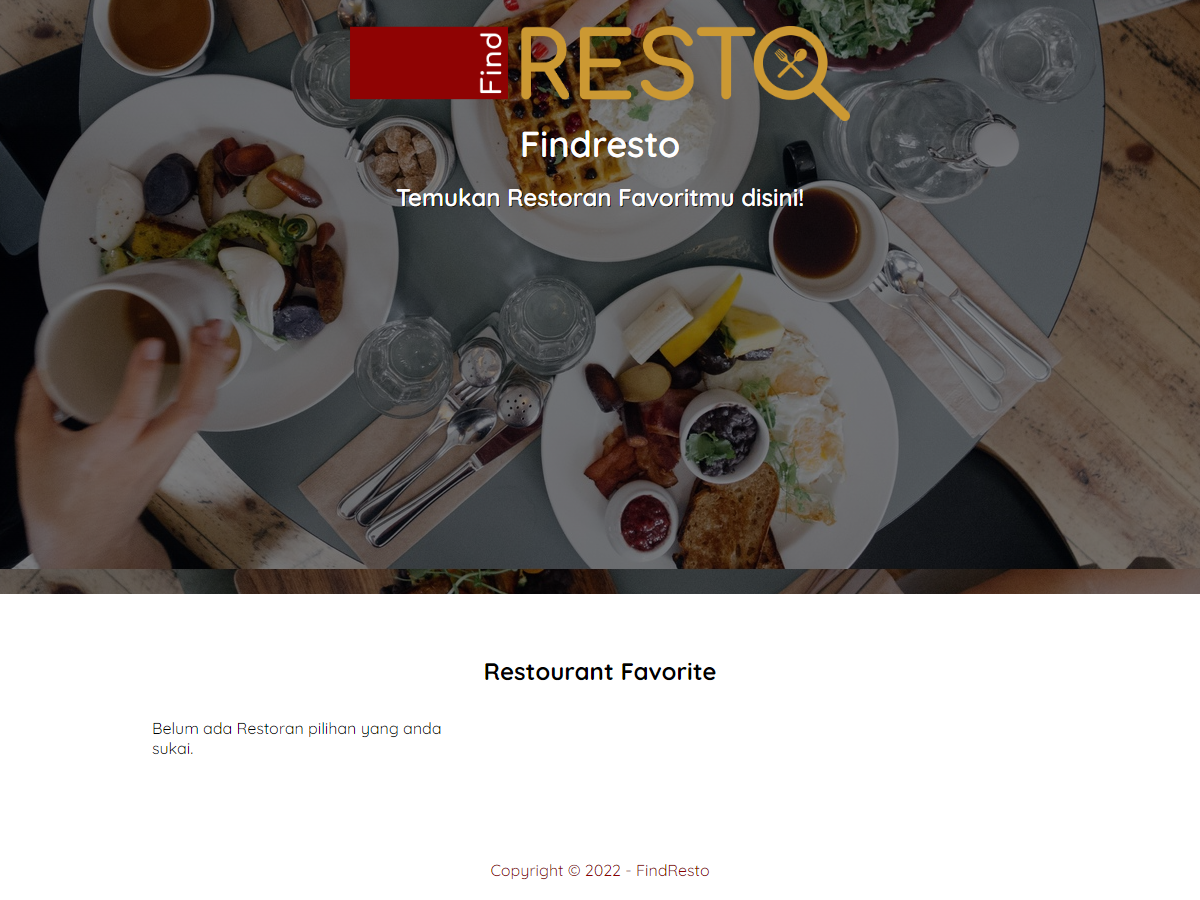 Find RESTO
Findresto
Temukan Restoran Favoritmu disini!
Restourant Favorite
Belum ada Restoran pilihan yang anda
sukai.
Copyright © 2022 - FindResto